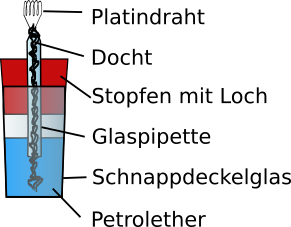 Platindraht
Docht
Stopfen mit Loch
Glaspipette
Schnappdeckelglas
Petrolether